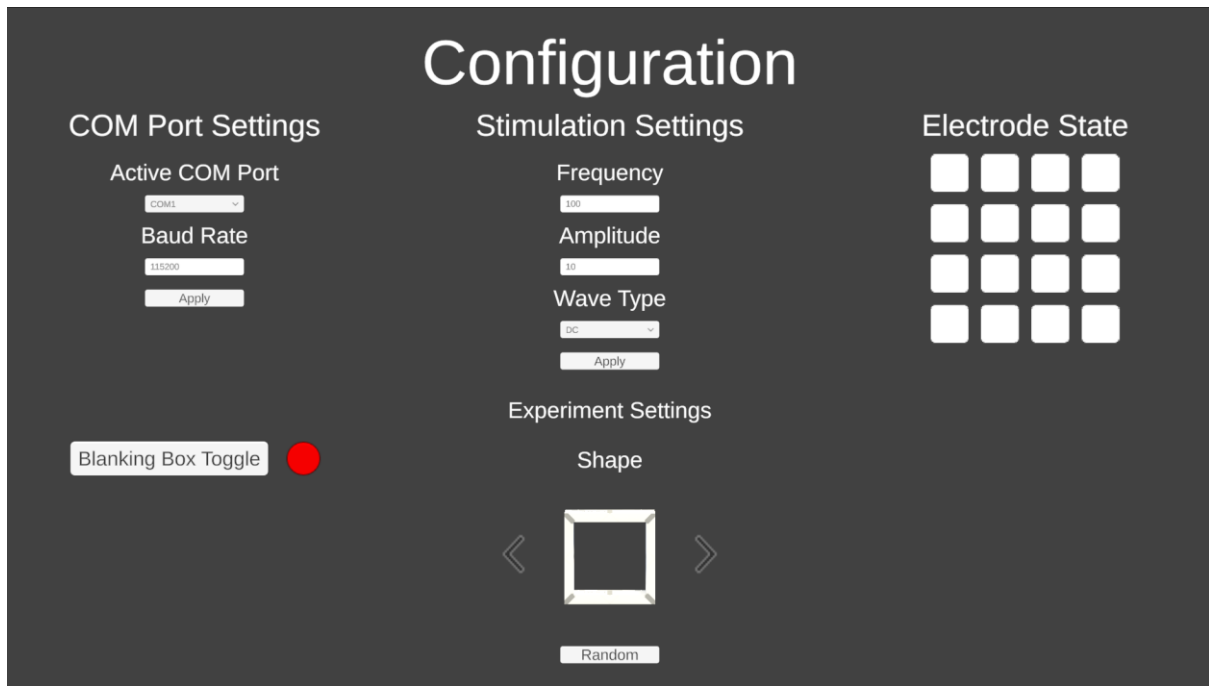 Configuration
COM Port Settings
Active COM Port
COM1
Baud Rate
115200
Apply
Blanking Box Toggle
Stimulation Settings
Frequency
100
Amplitude
10
Wave Type
DC
Apply
Experiment Settings
Shape
Random
Electrode State